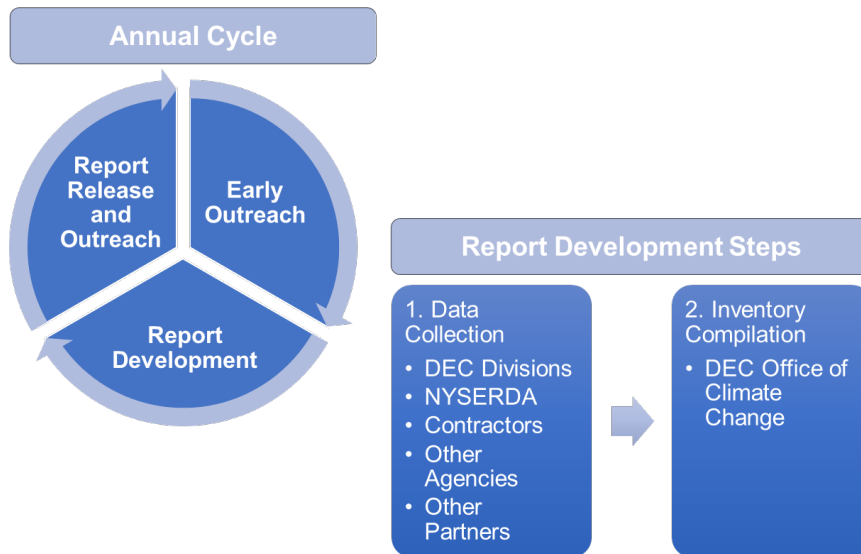 Annual Cycle
Report
Release
and
Outreach
Early
Outreach
Report
Development
Report Development Steps
1. Data
Collection
• DEC Divisions
• NYSERDA
• Contractors
• Other
Agencies
• Other
Partners
2. Inventory
Compilation
• DEC Office of
Climate
Change